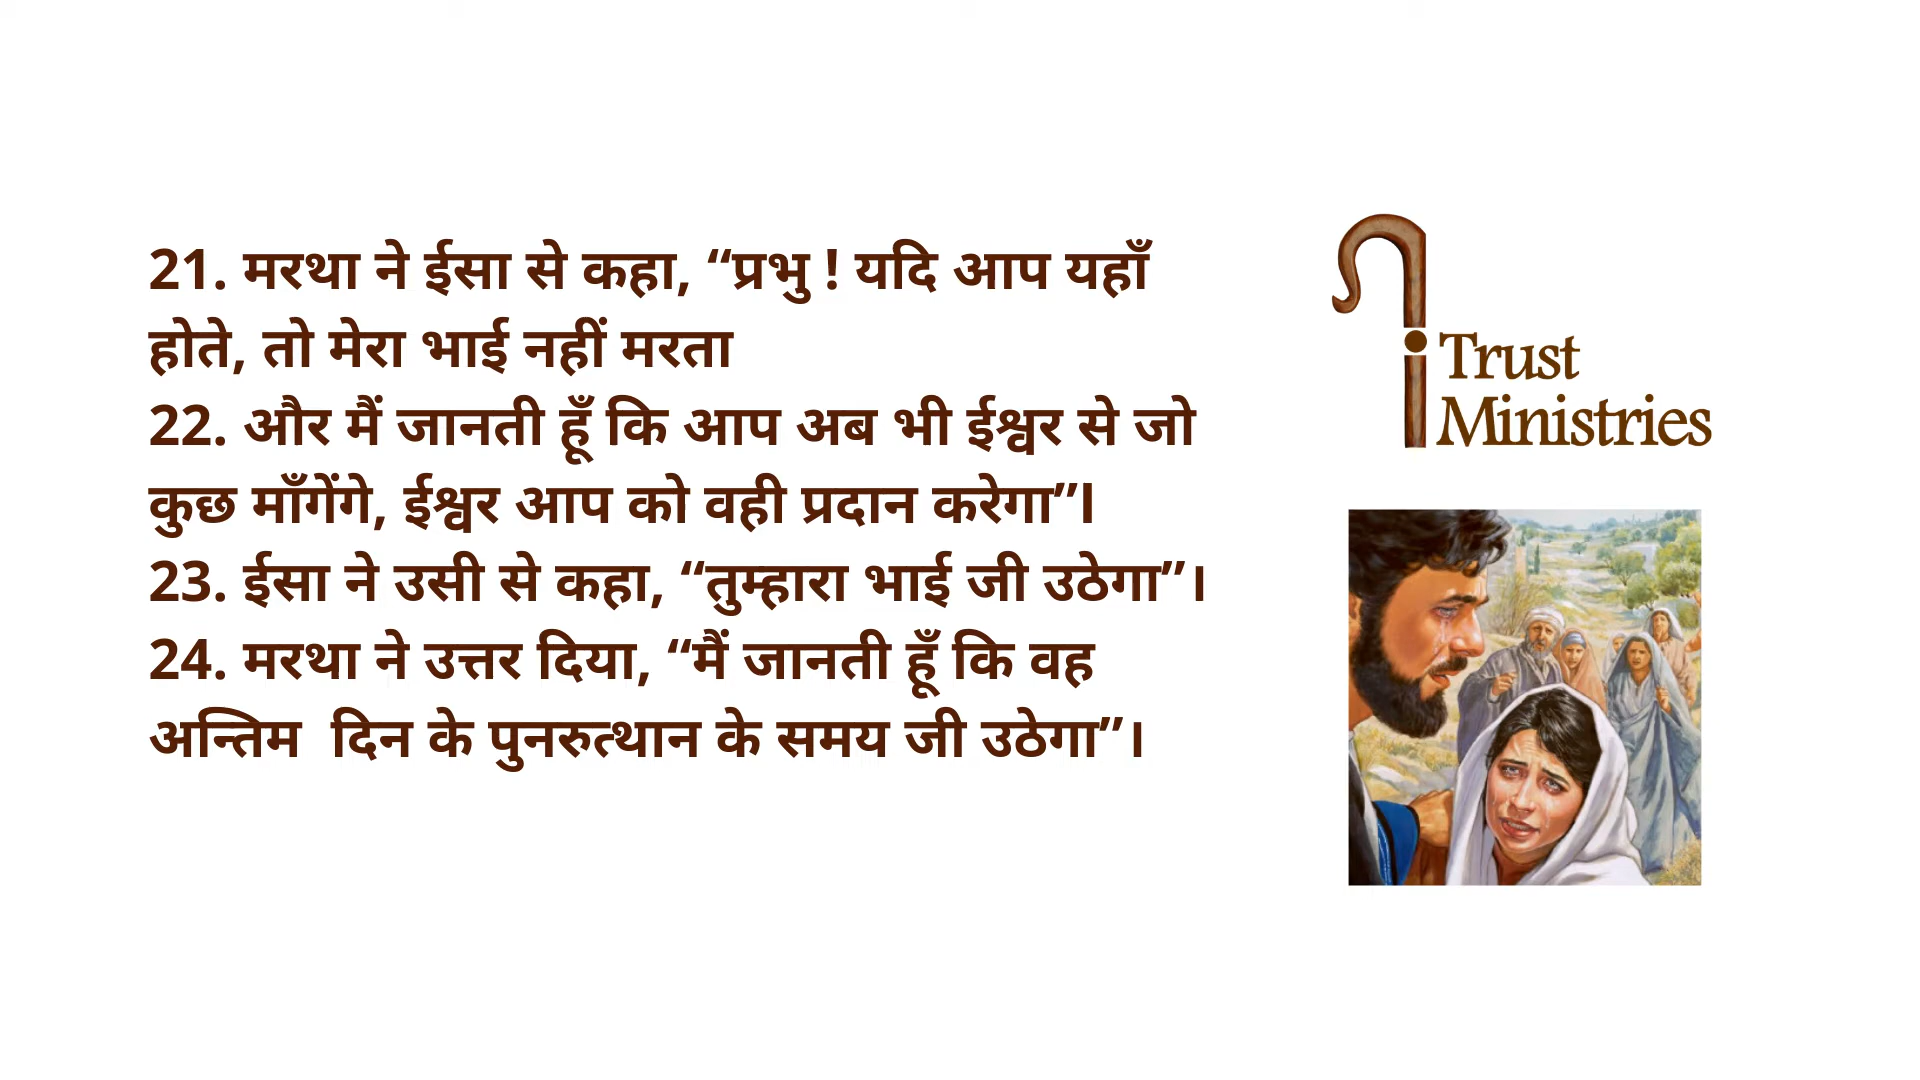 21. मरथा ने ईसा से कहा, “प्रभु ! यदि आप यहाँ
होते, तो मेरा भाई नहीं मरता
22. और मैं जानती हूँ कि आप अब भी ईश्वर से जो
कुछ माँगेंगे, ईश्वर आप को वही प्रदान करेगा”l
23. ईसा ने उसी से कहा, “तुम्हारा भाई जी उठेगा”।
24. मरथा ने उत्तर दिया, “मैं जानती हूँ कि वह
अन्तिम  दिन के पुनरुत्थान के समय जी उठेगा”।
i Trust
Ministries